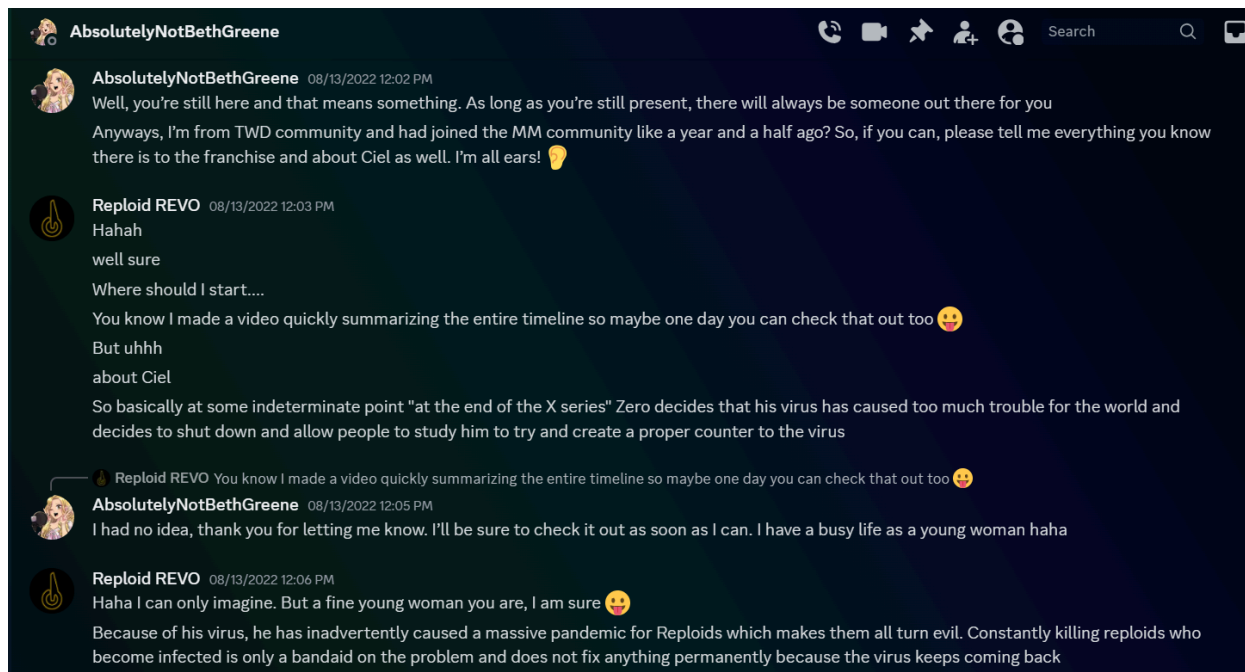 AbsolutelyNotBethGreene
Search
AbsolutelyNotBethGreene 08/13/2022 12:02 PM
Well, you’re still here and that means something. As long as you’re still present, there will always be someone out there for you
Anyways, I’m from TWD community and had joined the MM community like a year and a half ago? So, if you can, please tell me everything you know
there is to the franchise and about Ciel as well. I’m all ears! 👂
Reploid REVO 08/13/2022 12:03 PM
Hahah
well sure
Where should I start....
You know I made a video quickly summarizing the entire timeline so maybe one day you can check that out too 😛
But uhhh
about Ciel
So basically at some indeterminate point "at the end of the X series" Zero decides that his virus has caused too much trouble for the world and
decides to shut down and allow people to study him to try and create a proper counter to the virus
Reploid REVO You know I made a video quickly summarizing the entire timeline so maybe one day you can check that out too 😛
AbsolutelyNotBethGreene 08/13/2022 12:05 PM
I had no idea, thank you for letting me know. I’ll be sure to check it out as soon as I can. I have a busy life as a young woman haha
Reploid REVO 08/13/2022 12:06 PM
Haha I can only imagine. But a fine young woman you are, I am sure 😛
Because of his virus, he has inadvertently caused a massive pandemic for Reploids which makes them all turn evil. Constantly killing reploids who
become infected is only a bandaid on the problem and does not fix anything permanently because the virus keeps coming back